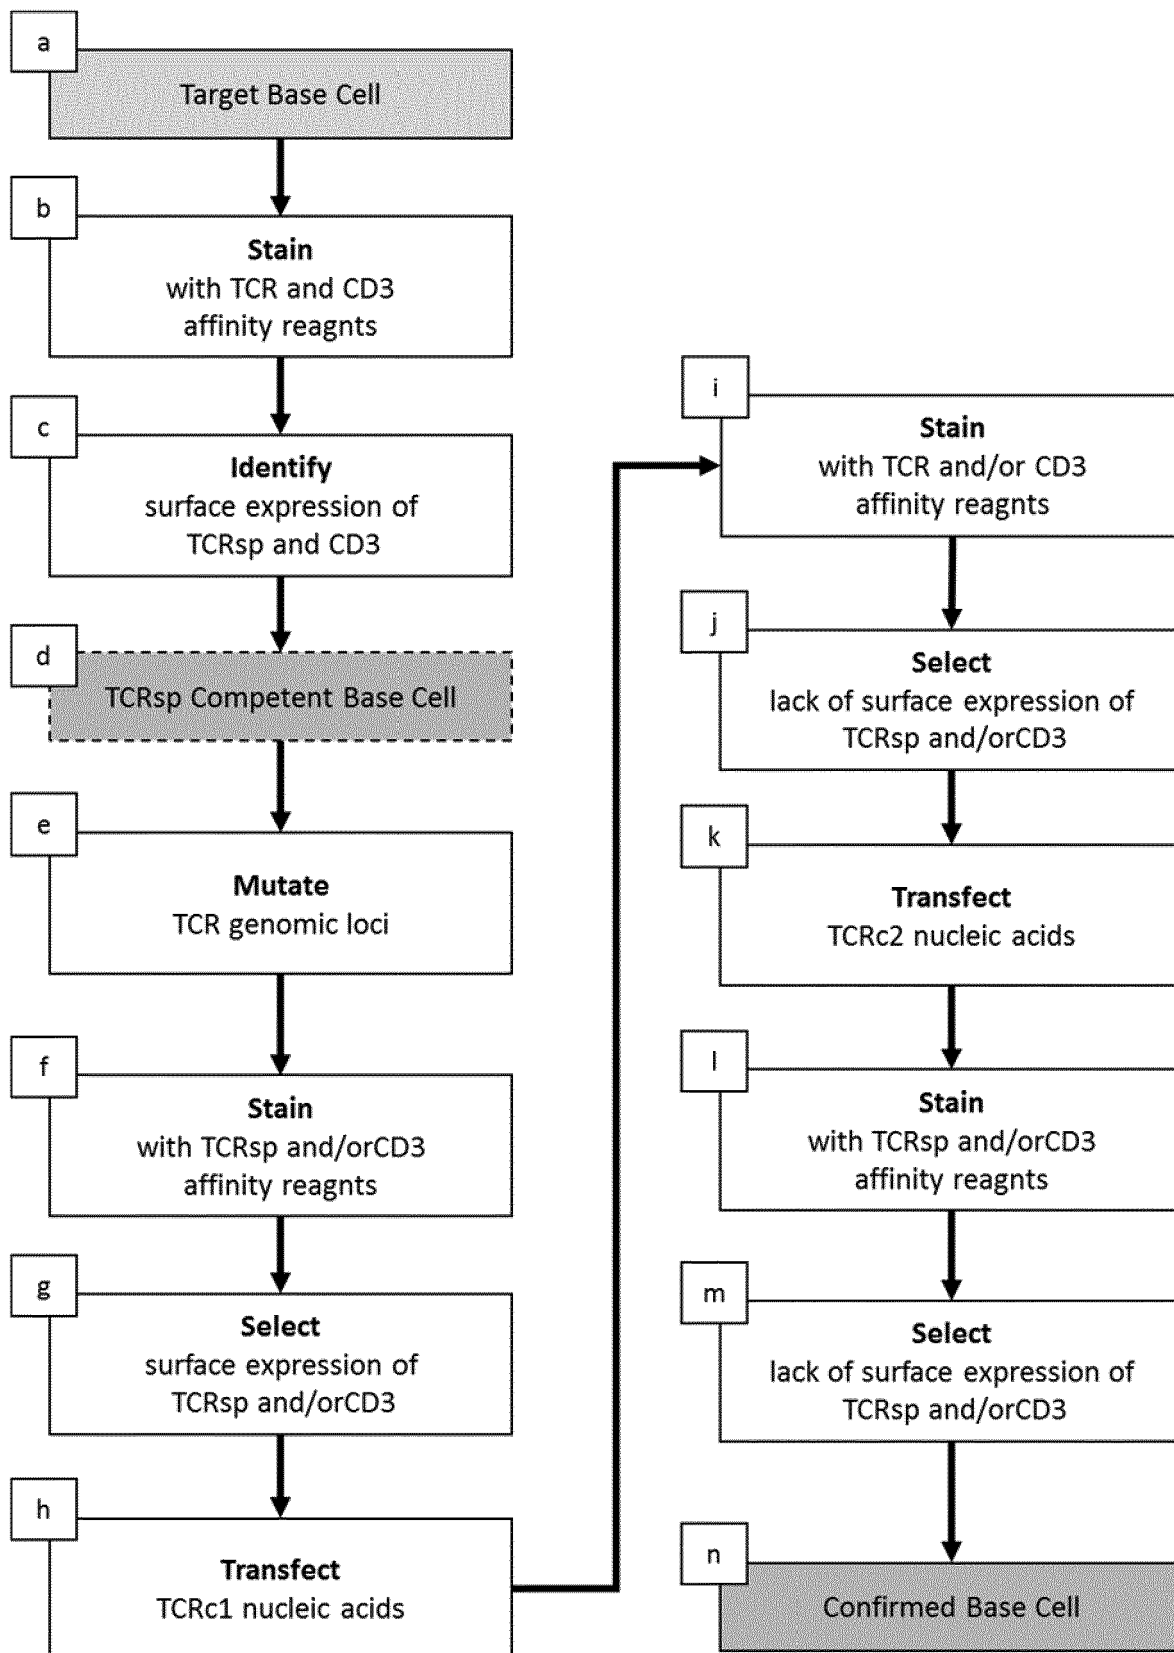 a
Target Base Cell
b
Stain
with TCR and CD3
affinity reagnts
c
Identify
surface expression of
TCRsp and CD3
d
TCRsp Competent Base Cell
e
Mutate
TCR genomic loci
f
Stain
with TCRsp and/orCD3
affinity reagnts
g
Select
surface expression of
TCRsp and/orCD3
h
Transfect
TCRc1 nucleic acids
i
Stain
with TCR and/or CD3
affinity reagnts
j
Select
lack of surface expression of
TCRsp and/orCD3
k
Transfect
TCRc2 nucleic acids
l
Stain
with TCRsp and/orCD3
affinity reagnts
m
Select
lack of surface expression of
TCRsp and/orCD3
n
Confirmed Base Cell